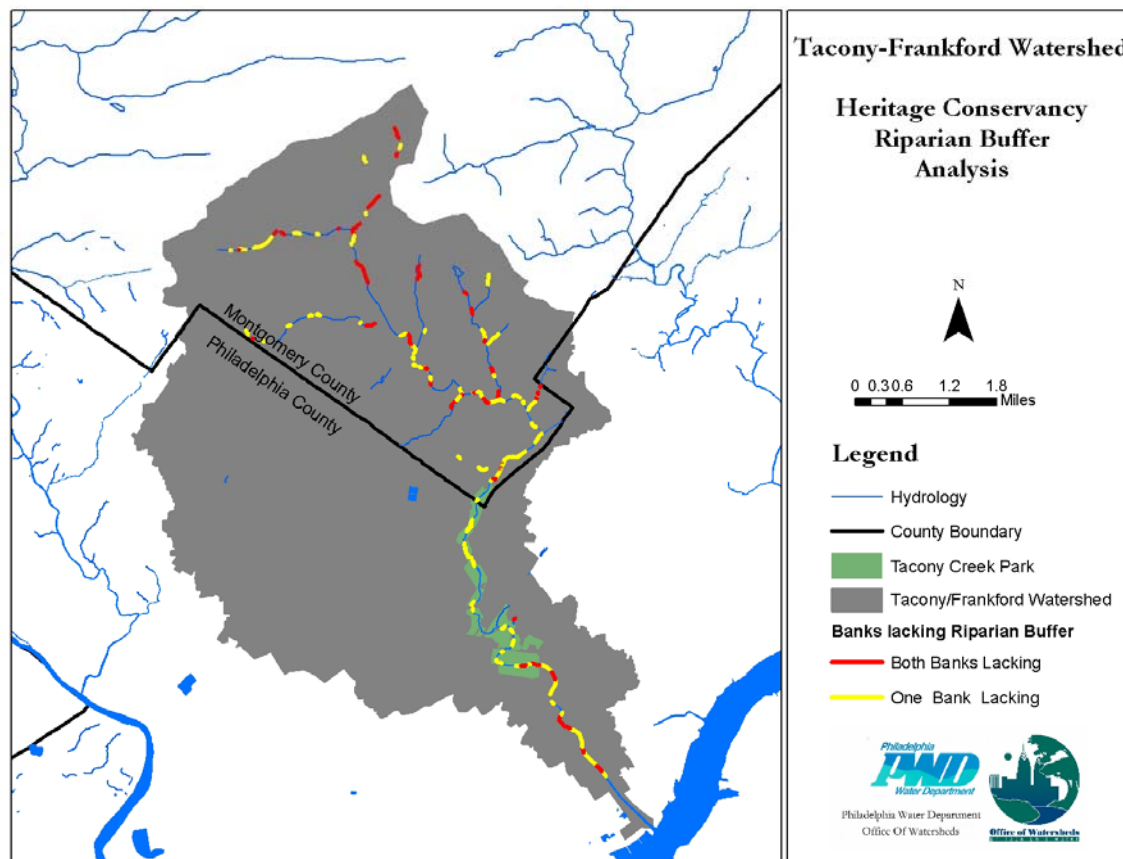 Tacony-Frankford Watershed
Heritage Conservancy
Riparian Buffer
Analysis
Montgomery County
Philadelphia County
N
0 0.30.6 1.2 1.8
Miles
Legend
Hydrology
County Boundary
Tacony Creek Park
Tacony/Frankford Watershed
Banks lacking Riparian Buffer
Both Banks Lacking
One Bank Lacking
Philadelphia
PWD
Water Department
Philadelphia Water Department
Office Of Watersheds
Office of Watersheds